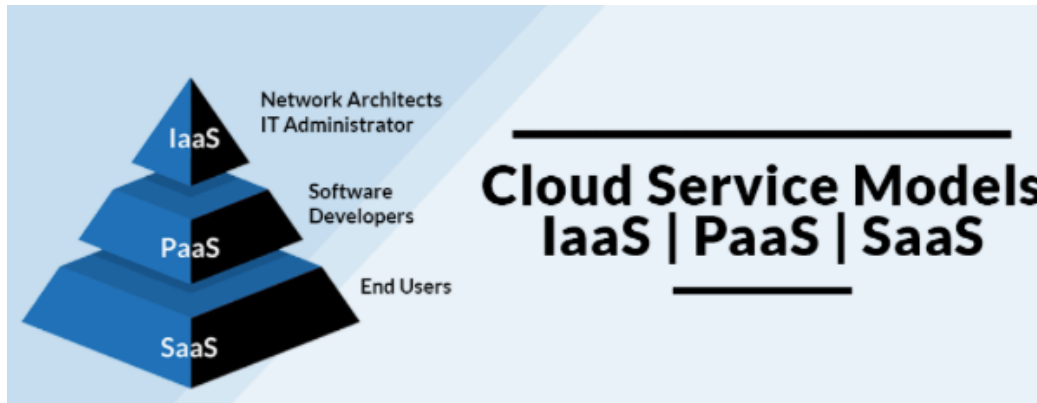 IaaS
Network Architects
IT Administrator
PaaS
Software
Developers
SaaS
End Users
Cloud Service Models
IaaS | PaaS | SaaS